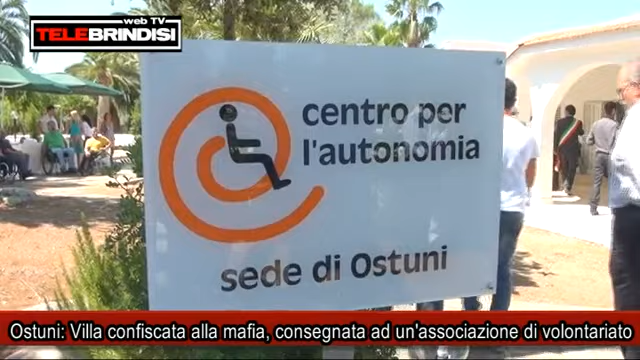 web TV
TELEBRINDISI
centro per
l'autonomia
sede di Ostuni
Ostuni: Villa confiscata alla mafia, consegnata ad un'associazione di volontariato